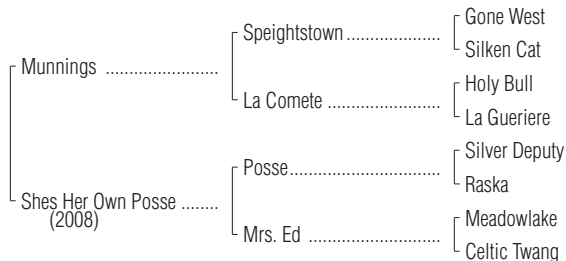 Gone West
Speightstown
Silken Cat
Munnings
Holy Bull
La Comete
La Gueriere
Silver Deputy
Posse
Raska
Shes Her Own Posse
(2008)
Meadowlake
Mrs. Ed
Celtic Twang